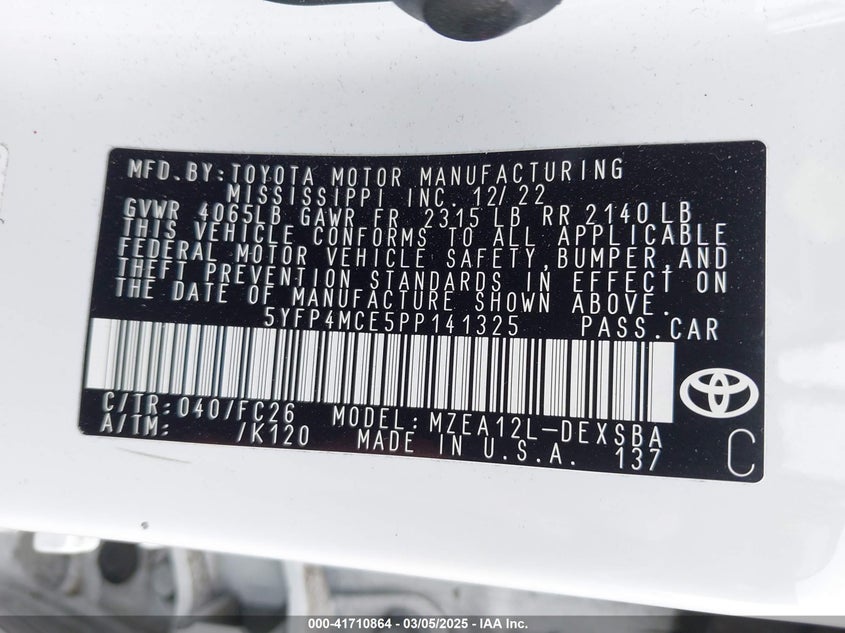 MFD. BY: TOYOTA MOTOR MANUFACTURING
MISSISSIPPI INC. 12/22
GVWR 4065LB GAWR FR 2315LB RR 2140LB
THIS VEHICLE CONFORMS TO ALL APPLICABLE
FEDERAL MOTOR VEHICLE SAFETY, BUMPER, AND
THEFT PREVENTION STANDARDS IN EFFECT ON
THE DATE OF MANUFACTURE SHOWN ABOVE.
5YFP4MCE5PP141325 PASS.CAR
C/TR: 040/FC26 MODEL: MZEA12L-DEXSBA
A/TM: /K120 MADE IN U.S.A. 137 C
000-41710864 / 03/05/2025 - IAA Inc.